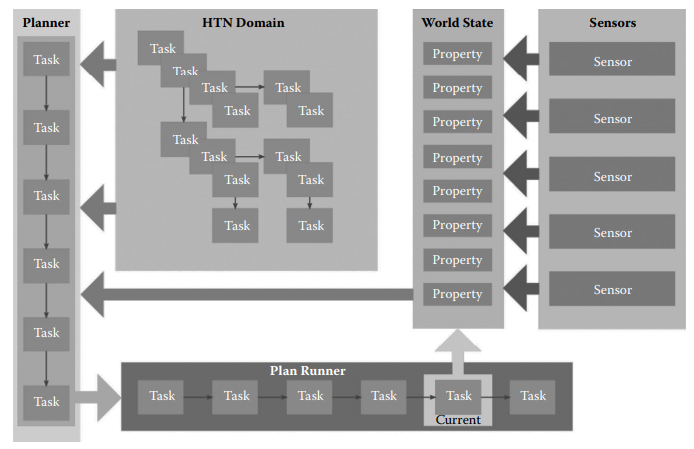 Planner
Task
Task
Task
Task
Task
Task
HTN Domain
Task
Task
Task
Task
Task
Task
Task
Task
Task
Task
Task
Task
Task
Task
World State
Property
Property
Property
Property
Property
Property
Property
Property
Sensors
Sensor
Sensor
Sensor
Sensor
Sensor
Plan Runner
Task
Task
Task
Task
Task
Task
Current